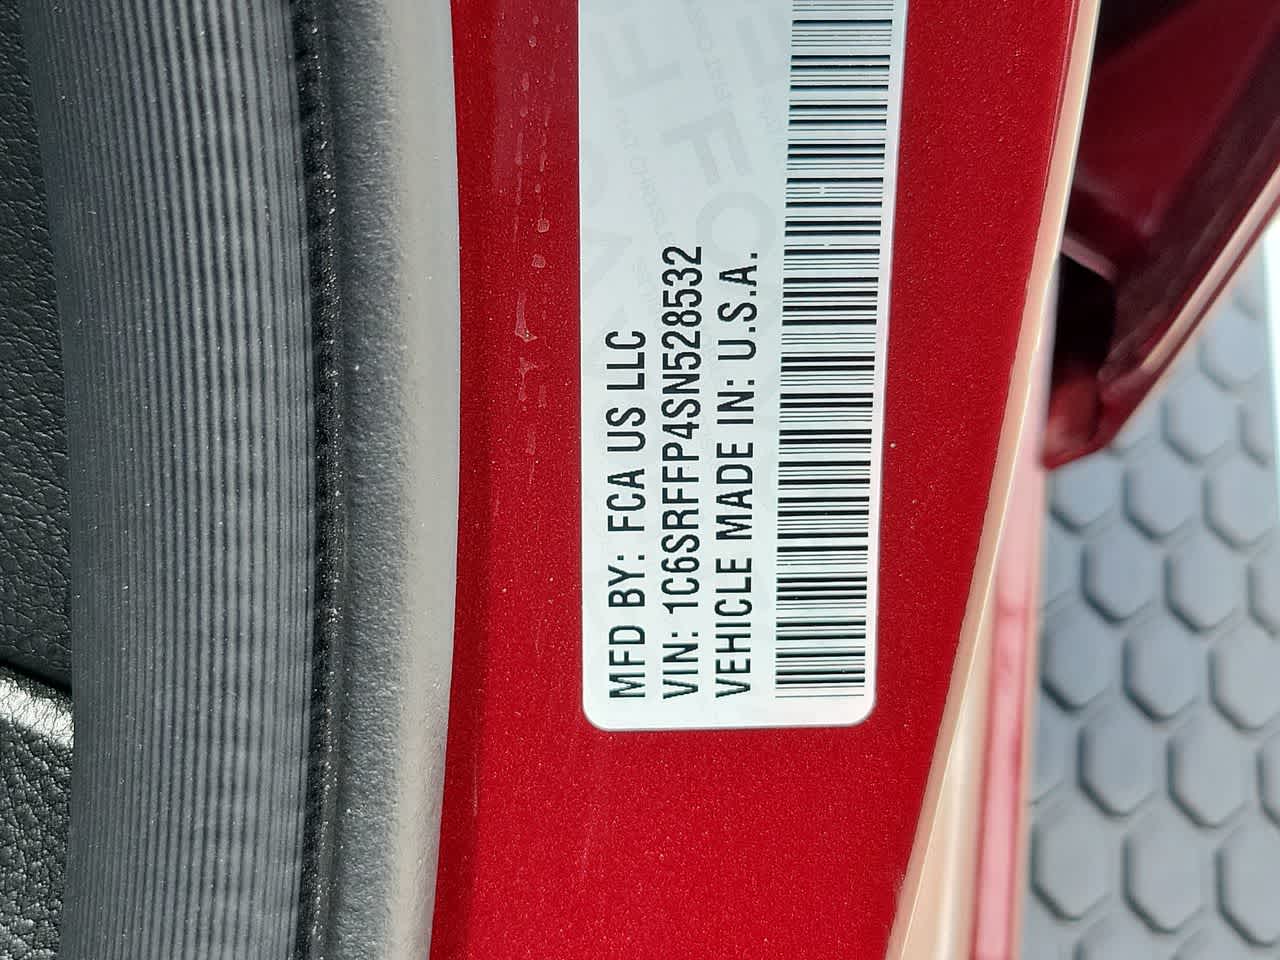 MFD BY: FCA US LLC
VIN: 1C6SRFFP4SN528532
VEHICLE MADE IN: U.S.A.